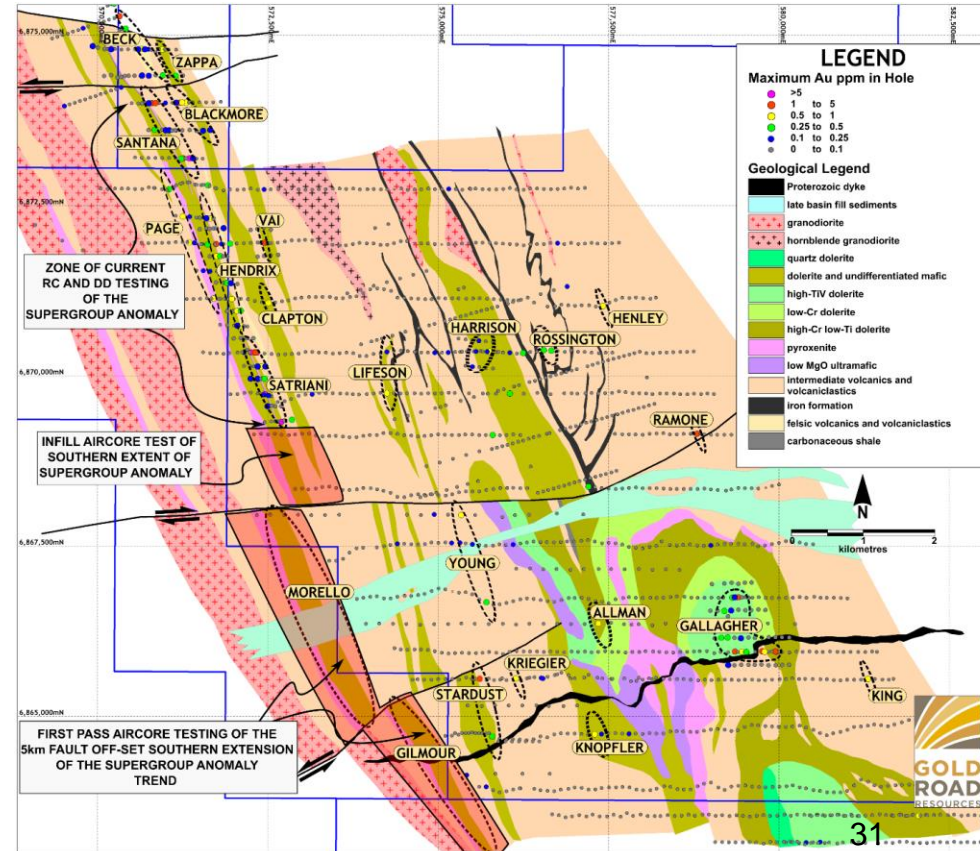 570,000mE
572,500mE
575,000mE
577,500mE
580,000mE
582,500mE
6,875,000mN
BECK
ZAPPA
BLACKMORE
SANTANA
6,872,500mN
PAGE
VAI
HENDRIX
CLAPTON
HARRISON
ROSSINGTON
HENLEY
6,870,000mN
LIFESON
SATRIANI
RAMONE
ZONE OF CURRENT
RC AND DD TESTING
OF THE
SUPERGROUP ANOMALY
INFILL AIRCORE TEST OF
SOUTHERN EXTENT OF
SUPERGROUP ANOMALY
6,867,500mN
YOUNG
MORELLO
ALLMAN
GALLAGHER
KRIEGIER
STARDUST
KING
6,865,000mN
GILMOUR
KNOPFLER
FIRST PASS AIRCORE TESTING OF THE
5km FAULT OFF-SET SOUTHERN EXTENSION
OF THE SUPERGROUP ANOMALY
TREND
LEGEND
Maximum Au ppm in Hole
>5
1 to 5
0.5 to 1
0.25 to 0.5
0.1 to 0.25
0 to 0.1
Geological Legend
Proterozoic dyke
late basin fill sediments
granodiorite
hornblende granodiorite
quartz dolerite
dolerite and undifferentiated mafic
high-TiV dolerite
low-Cr dolerite
high-Cr low-Ti dolerite
pyroxenite
low MgO ultramafic
intermediate volcanics and
volcaniclastics
iron formation
felsic volcanics and volcaniclastics
carbonaceous shale
N
0 1 2
kilometres
GOLD
ROAD
RESOURCES
31